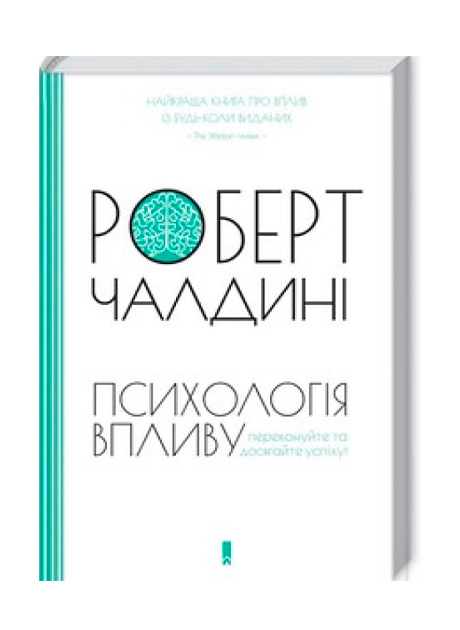 НАЙКРАЩА КНИГА ПРО ВПЛИВ
ІЗ БУДЬ-КОЛИ ВИДАНИХ
РОБЕРТ
ЧАЛДИНІ
ПСИХОЛОГІЯ
ВПЛИВУ
переконуйте та
досягайте успіху!